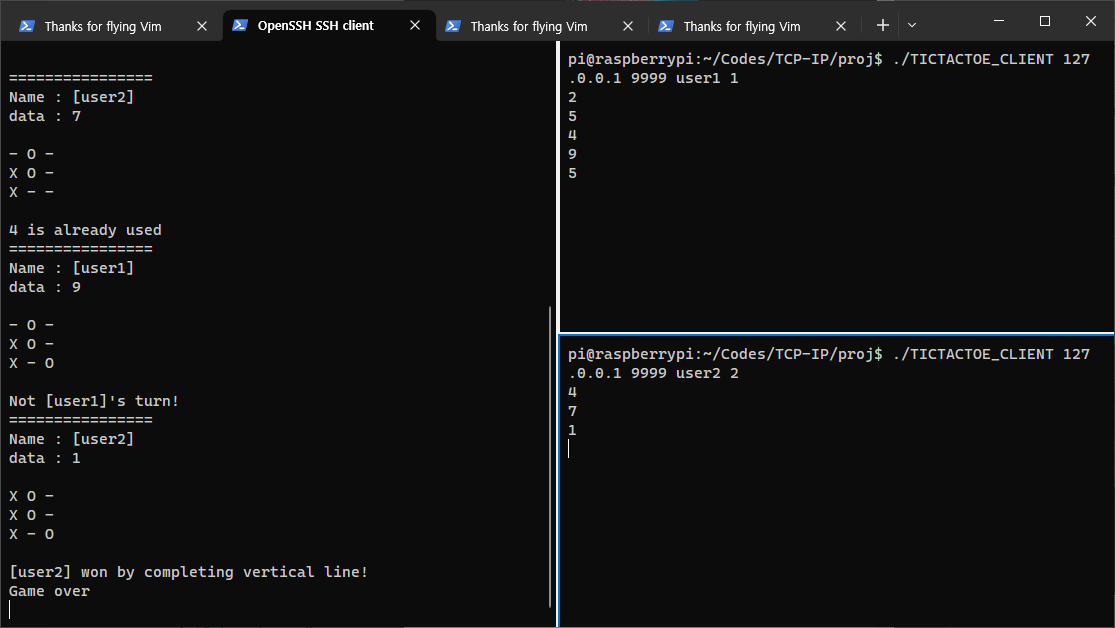 Thanks for flying Vim
OpenSSH SSH client
Thanks for flying Vim
Thanks for flying Vim
================
Name : [user2]
data : 7
- O -
X O -
X - -
4 is already used
================
Name : [user1]
data : 9
- O -
X O -
X - O
Not [user1]'s turn!
================
Name : [user2]
data : 1
X O -
X O -
X - O
[user2] won by completing vertical line!
Game over
pi@raspberrypi:~/Codes/TCP-IP/proj$ ./TICTACTOE_CLIENT 127
.0.0.1 9999 user1 1
2
5
4
9
5
pi@raspberrypi:~/Codes/TCP-IP/proj$ ./TICTACTOE_CLIENT 127
.0.0.1 9999 user2 2
4
7
1